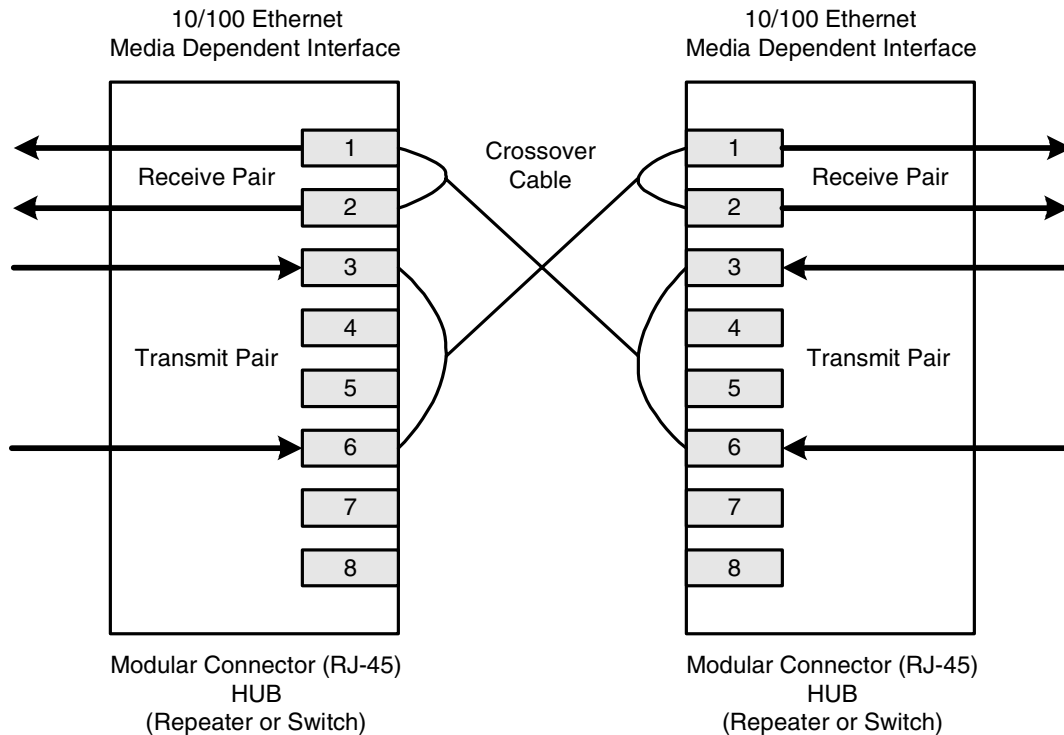 10/100 Ethernet
Media Dependent Interface
10/100 Ethernet
Media Dependent Interface
1
Receive Pair
2
3
4
Transmit Pair
5
6
7
8
Crossover
Cable
1
Receive Pair
2
3
4
Transmit Pair
5
6
7
8
Modular Connector (RJ-45)
HUB
(Repeater or Switch)
Modular Connector (RJ-45)
HUB
(Repeater or Switch)